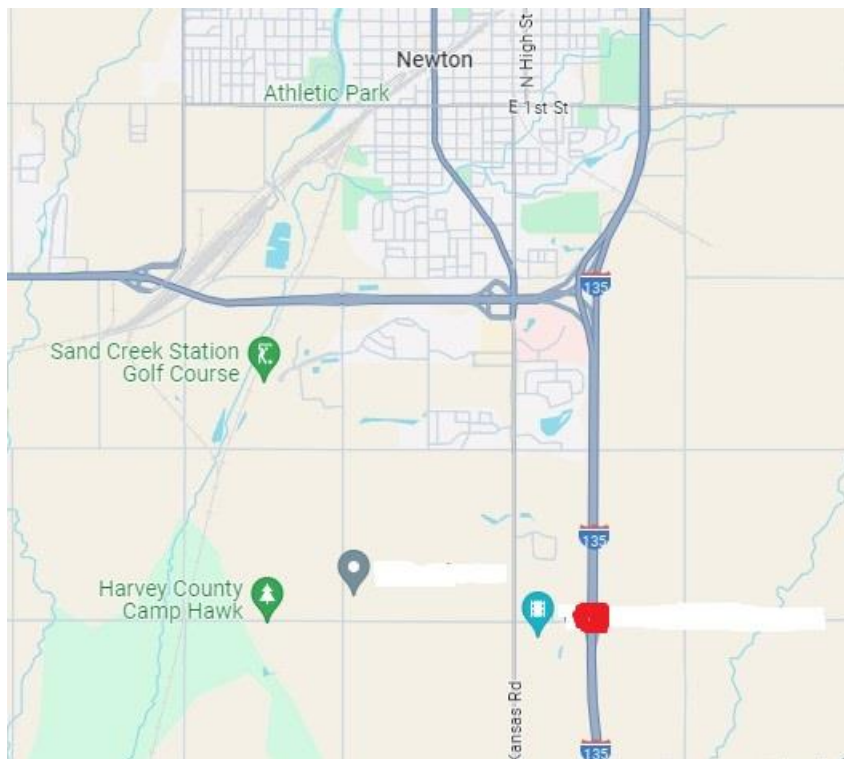 N High St
Newton
Athletic Park
E 1st St
135
Sand Creek Station
Golf Course
135
Harvey County
Camp Hawk
Kansas Rd
135